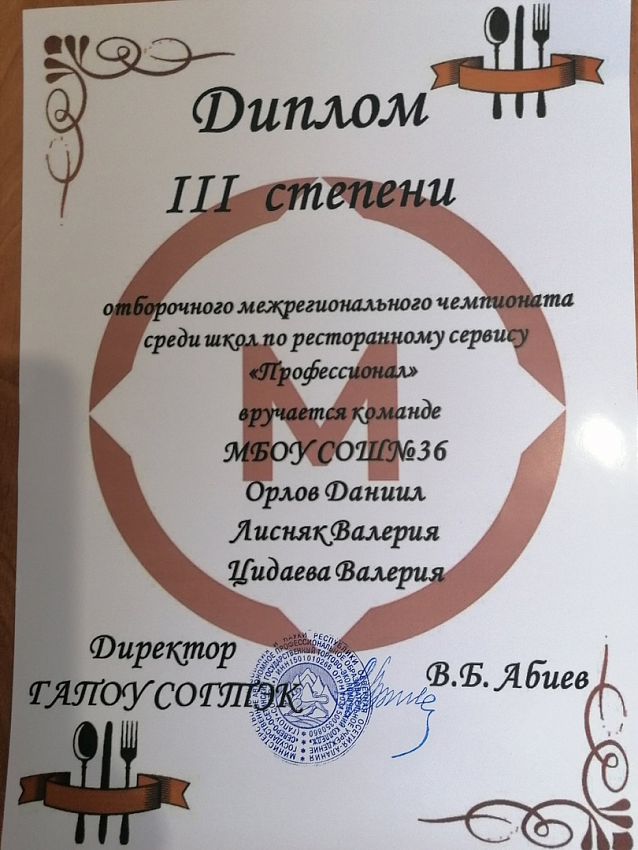 Диплом
III степени
отборочного межрегионального чемпионата
среди школ по ресторанному сервису
«Профессионал»
вручается команде
МБОУ СОШ№36
Орлов Даниил
Лисняк Валерия
Цидаева Валерия
Директор
ГАПОУ СОГТЭК
В.Б. Абиев
М